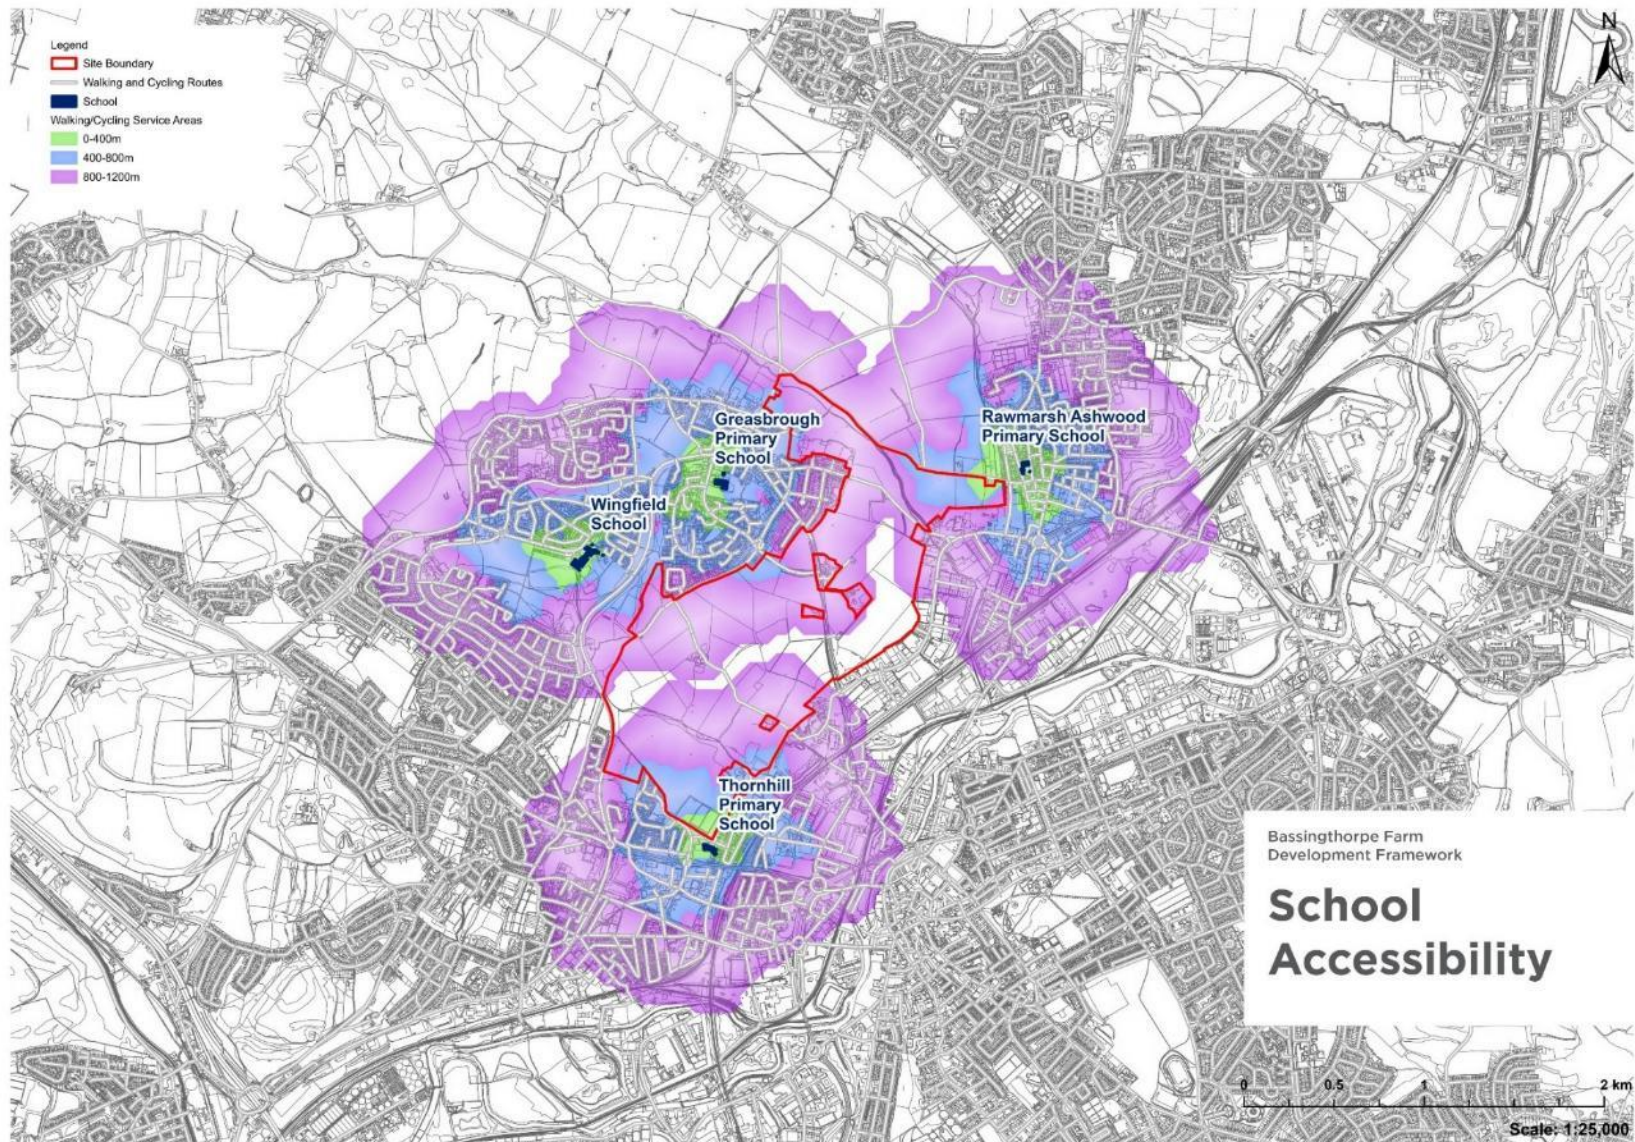 N
Legend
Site Boundary
Walking and Cycling Routes
School
Walking/Cycling Service Areas
0-400m
400-800m
800-1200m
Greasbrough
Primary
School
Rawmarsh Ashwood
Primary School
Wingfield
School
Thornhill
Primary
School
Bassingthorpe Farm
Development Framework
School
Accessibility
0 0.5 1 2 km
Scale: 1:25,000